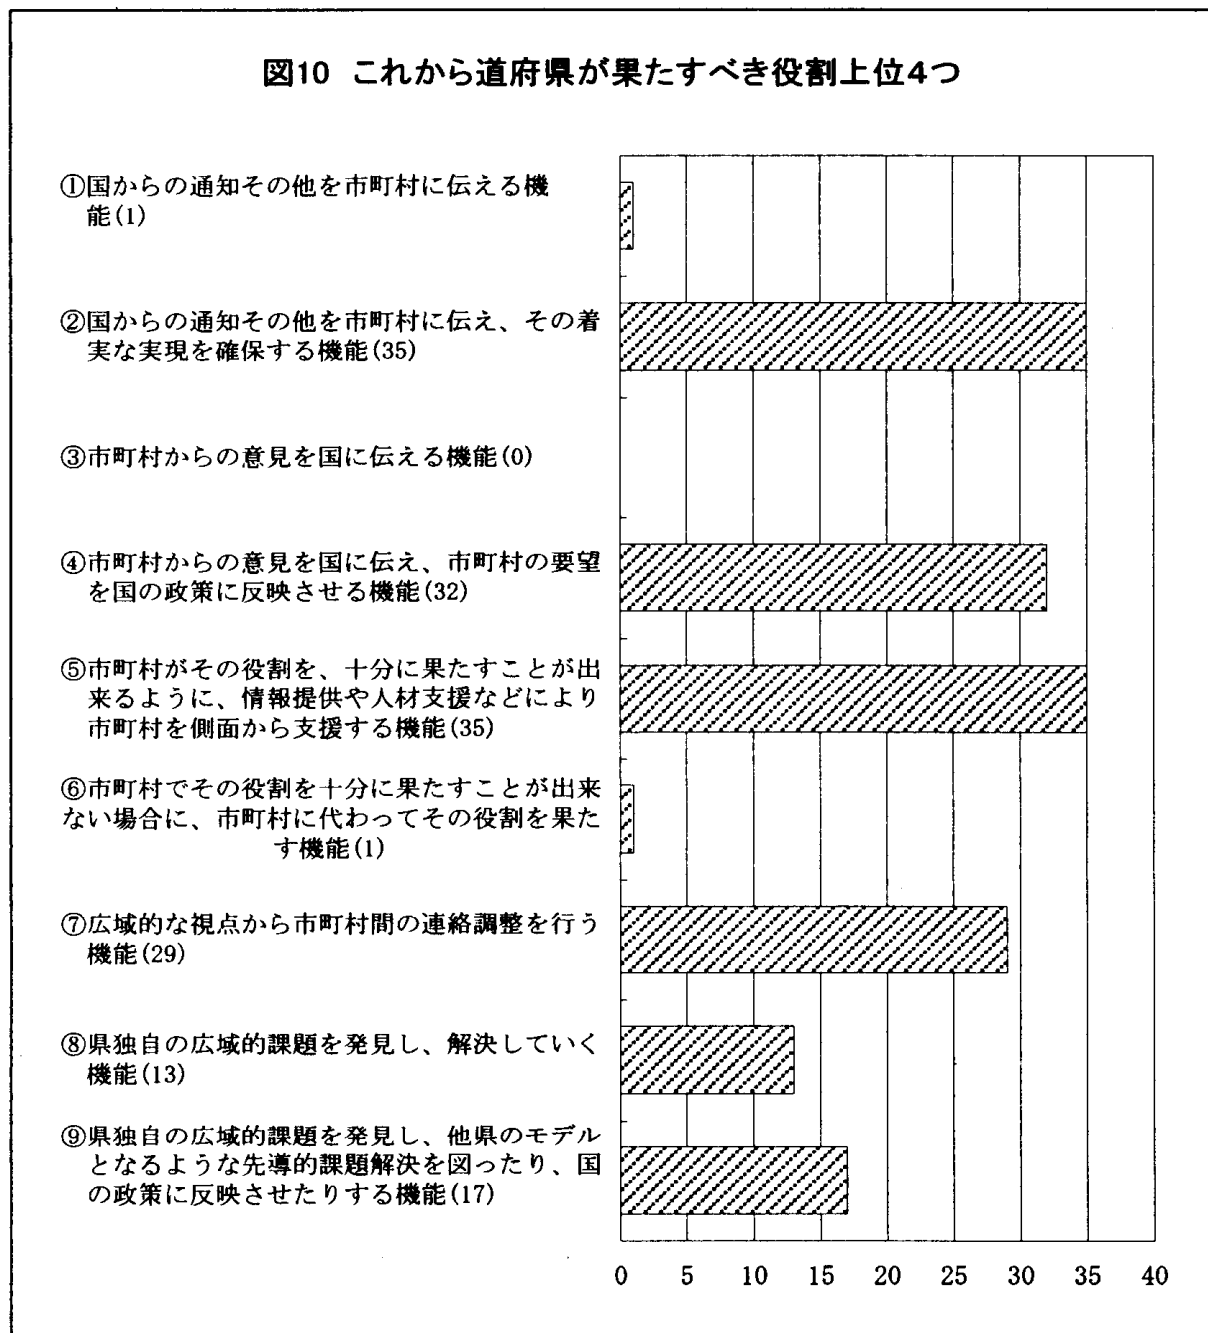 図10 これから道府県が果たすべき役割上位4つ
①国からの通知その他を市町村に伝える機
能(1)
②国からの通知その他を市町村に伝え、その着
実な実現を確保する機能(35)
③市町村からの意見を国に伝える機能(0)
④市町村からの意見を国に伝え、市町村の要望
を国の政策に反映させる機能(32)
⑤市町村がその役割を、十分に果たすことが出
来るように、情報提供や人材支援などにより
市町村を側面から支援する機能(35)
⑥市町村でその役割を十分に果たすことが出来
ない場合に、市町村に代わってその役割を果た
す機能(1)
⑦広域的な視点から市町村間の連絡調整を行う
機能(29)
⑧県独自の広域的課題を発見し、解決していく
機能(13)
⑨県独自の広域的課題を発見し、他県のモデル
となるような先導的課題解決を図ったり、国
の政策に反映させたりする機能(17)
0 5 10 15 20 25 30 35 40